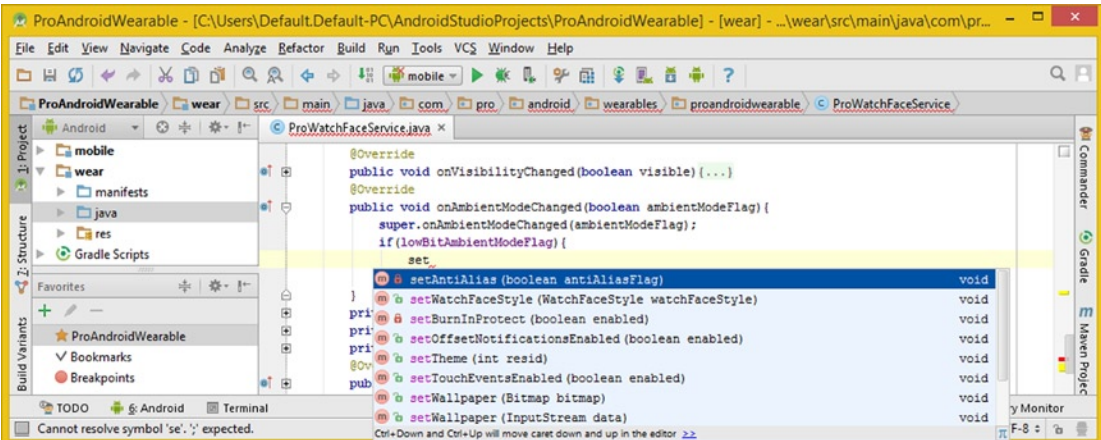 ProAndroidWearable - [C:\Users\Default.Default-PC\AndroidStudioProjects\ProAndroidWearable] - [wear] - ...\wear\src\main\java\com\pr...
File Edit View Navigate Code Analyze Refactor Build Run Tools VCS Window Help
mobile
ProAndroidWearable wear src main java com pro android wearables proandroidwearable ProWatchFaceService
Android
ProWatchFaceService.java
1: Project
Z: Structure
Build Variants
mobile
wear
manifests
java
res
Gradle Scripts
Favorites
ProAndroidWearable
Bookmarks
Breakpoints
@Override
public void onVisibilityChanged(boolean visible){...}
@Override
public void onAmbientModeChanged(boolean ambientModeFlag){
super.onAmbientModeChanged(ambientModeFlag);
if(lowBitAmbientModeFlag){
set
}
pri
pri
pri
@Ov
pub
m setAntiAlias(boolean antiAliasFlag) void
m setWatchFaceStyle(WatchFaceStyle watchFaceStyle) void
m setBurnInProtect(boolean enabled) void
m setOffsetNotificationsEnabled(boolean enabled) void
m setTheme(int resid) void
m setTouchEventsEnabled(boolean enabled) void
m setWallpaper(Bitmap bitmap) void
m setWallpaper(InputStream data) void
Ctrl+Down and Ctrl+Up will move caret down and up in the editor >> π
Commander
Gradle
m Maven Projec
TODO 6: Android Terminal
y Monitor
Cannot resolve symbol 'se'. ';' expected.
F-8